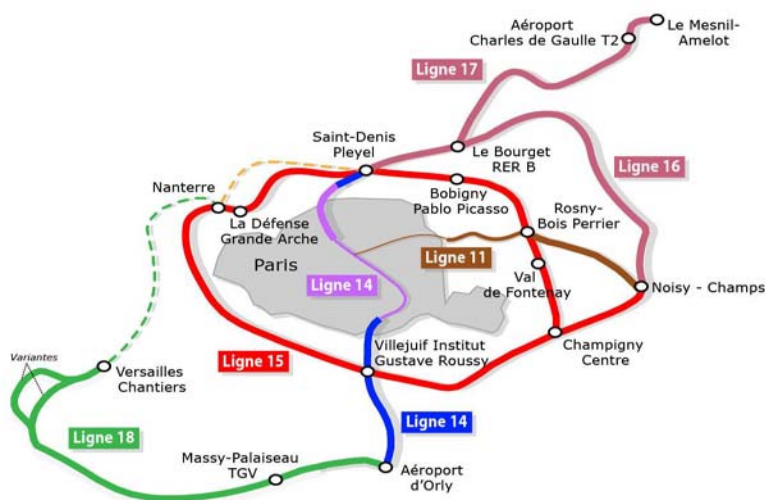 Aéroport
Charles de Gaulle T2
Le Mesnil-
Amelot
Ligne 17
Saint-Denis
Pleyel
Le Bourget
RER B
Ligne 16
Nanterre
La Défense
Grande Arche
Bobigny
Pablo Picasso
Rosny-
Bois Perrier
Paris
Ligne 14
Ligne 11
Val
de Fontenay
Noisy - Champs
Variantes
Versailles
Chantiers
Ligne 15
Villejuif Institut
Gustave Roussy
Champigny
Centre
Ligne 18
Ligne 14
Massy-Palaiseau
TGV
Aéroport
d'Orly